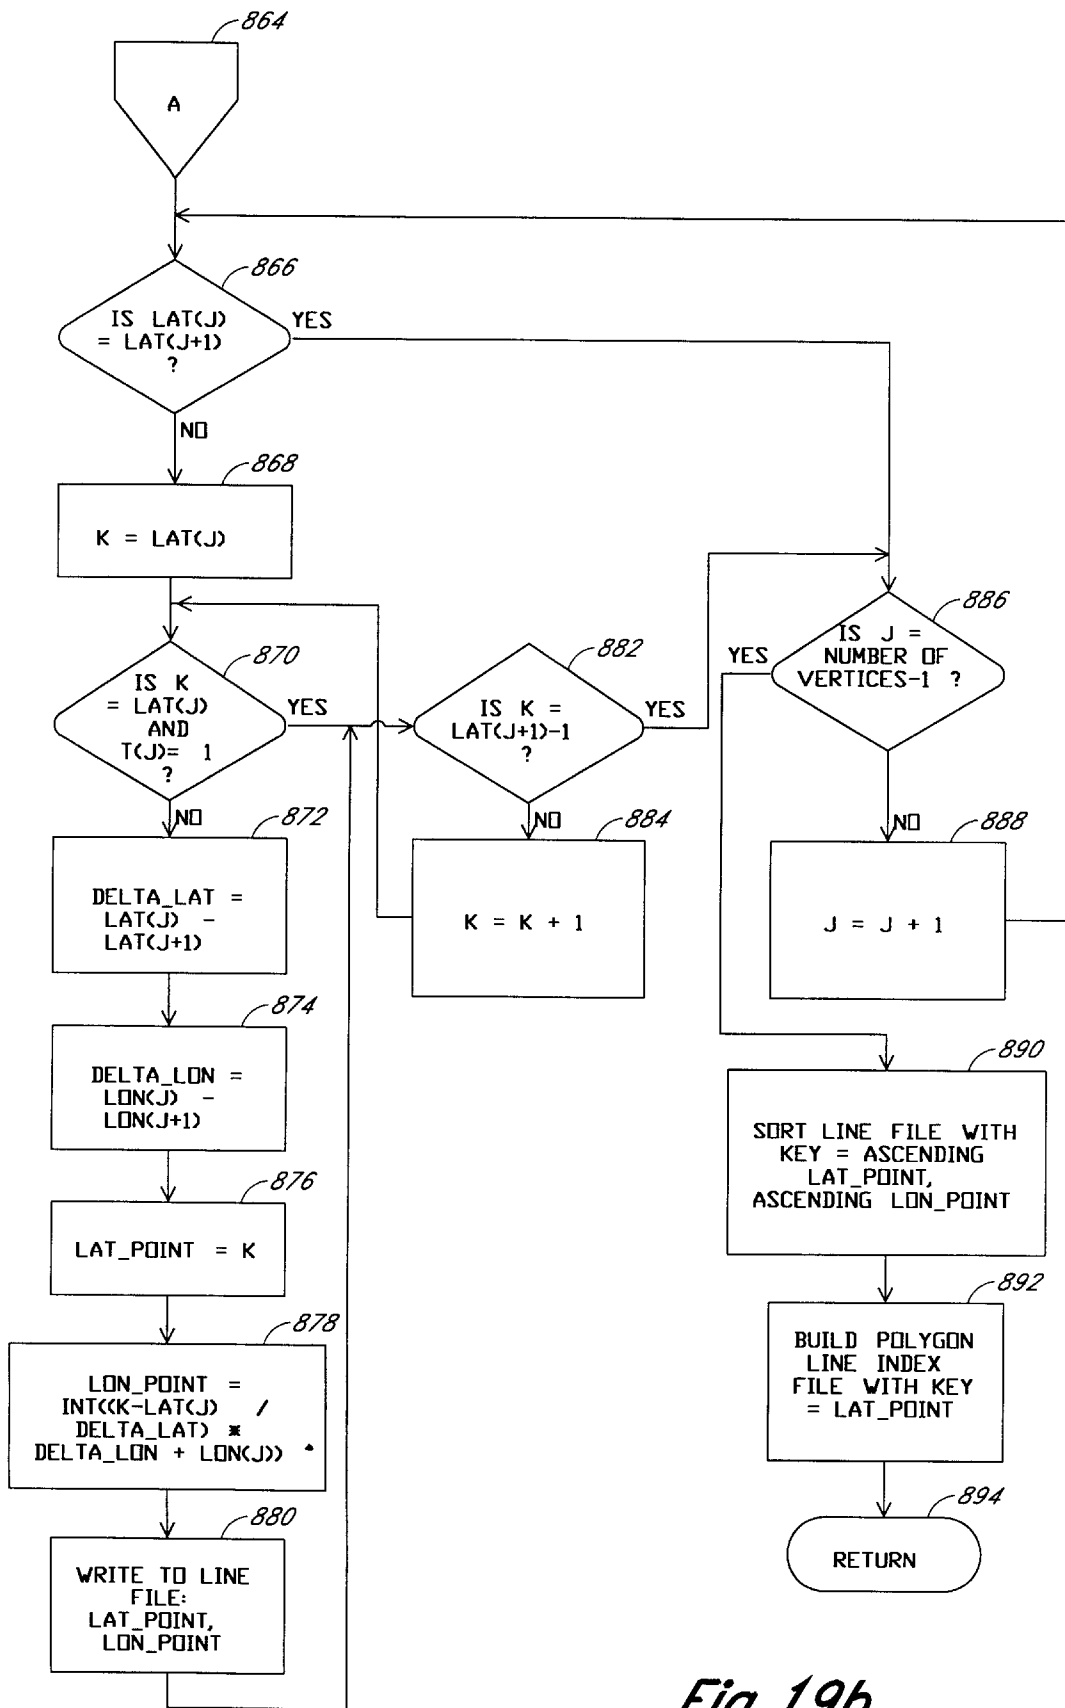 864
A
866
IS LAT(J)
= LAT(J+1)
?
YES
NO
868
K = LAT(J)
870
IS K
= LAT(J)
AND
T(J)= 1
?
YES
NO
872
DELTA_LAT =
LAT(J) -
LAT(J+1)
874
DELTA_LON =
LON(J) -
LON(J+1)
876
LAT_POINT = K
878
LON_POINT =
INT((K-LAT(J) /
DELTA_LAT) *
DELTA_LON + LON(J))
880
WRITE TO LINE
FILE:
LAT_POINT,
LON_POINT
882
IS K =
LAT(J+1)-1
?
YES
NO
884
K = K + 1
886
IS J =
NUMBER OF
VERTICES-1 ?
YES
NO
888
J = J + 1
890
SORT LINE FILE WITH
KEY = ASCENDING
LAT_POINT,
ASCENDING LON_POINT
892
BUILD POLYGON
LINE INDEX
FILE WITH KEY
= LAT_POINT
894
RETURN
Fig. 19b